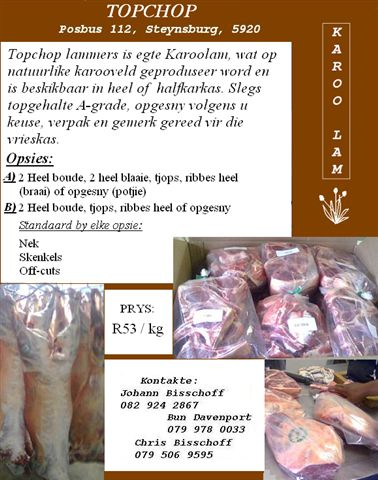 TOPCHOP
Posbus 112, Steynsburg, 5920
KAROO LAM
Topchop lammers is egte Karoolam, wat op
natuurlike karooveld geproduseer word en
is beskikbaar in heel of halfkarkas. Slegs
topgehalte A-grade, opgesny volgens u
keuse, verpak en gemerk gereed vir die
vrieskas.
Opsies:
A) 2 Heel boude, 2 heel blaaie, tjops, ribbes heel
(braai) of opgesny (potjie)
B) 2 Heel boude, tjops, ribbes heel of opgesny
Standaard by elke opsie:
Nek
Skenkels
Off-cuts
PRYS:
R53 / kg
Kontakte:
Johann Bisschoff
082 924 2867
Bun Davenport
079 978 0033
Chris Bisschoff
079 506 9595